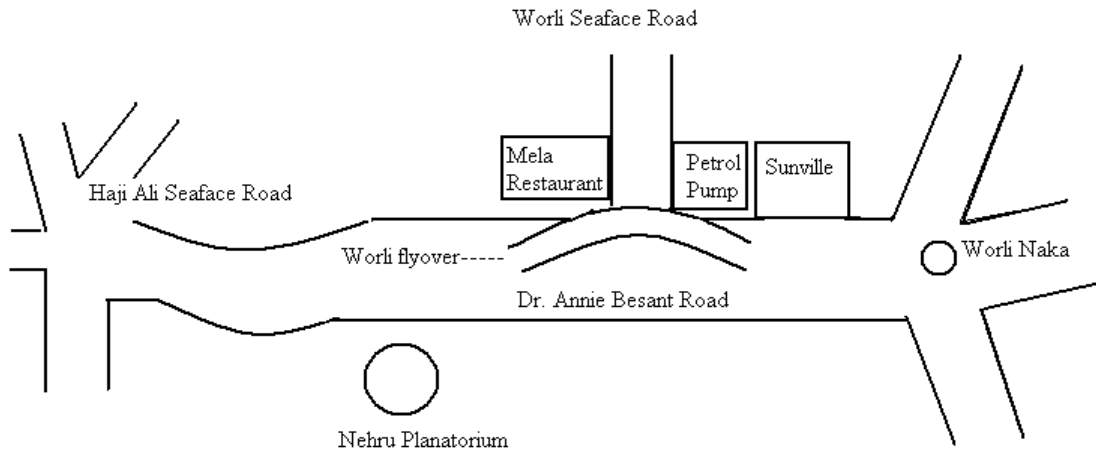 Worli Seaface Road
Mela
Restaurant
Petrol
Pump
Sunville
Haji Ali Seaface Road
Worli flyover-----
Worli Naka
Dr. Annie Besant Road
Nehru Planatorium